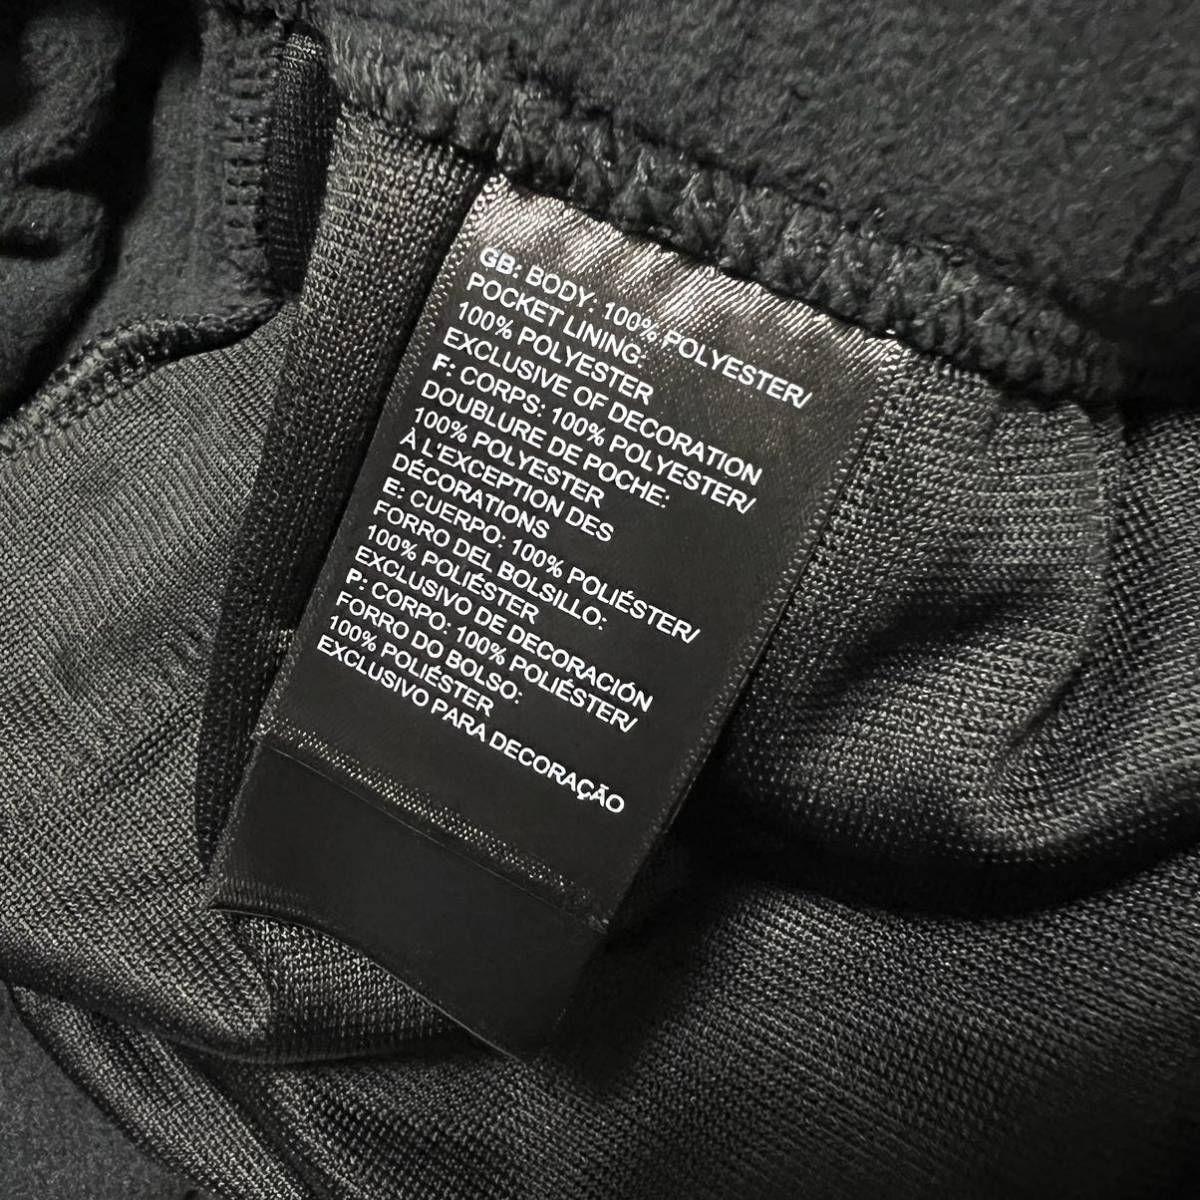 GB: BODY: 100% POLYESTER/
POCKET LINING:
100% POLYESTER
EXCLUSIVE OF DECORATION
F: CORPS: 100% POLYESTER/
DOUBLURE DE POCHE:
100% POLYESTER
À L'EXCEPTION DES
DÉCORATIONS
E: CUERPO: 100% POLIÉSTER/
FORRO DEL BOLSILLO:
100% POLIÉSTER
EXCLUSIVO DE DECORACIÓN
P: CORPO: 100% POLIÉSTER/
FORRO DO BOLSO:
100% POLIÉSTER
EXCLUSIVO PARA DECORAÇÃO